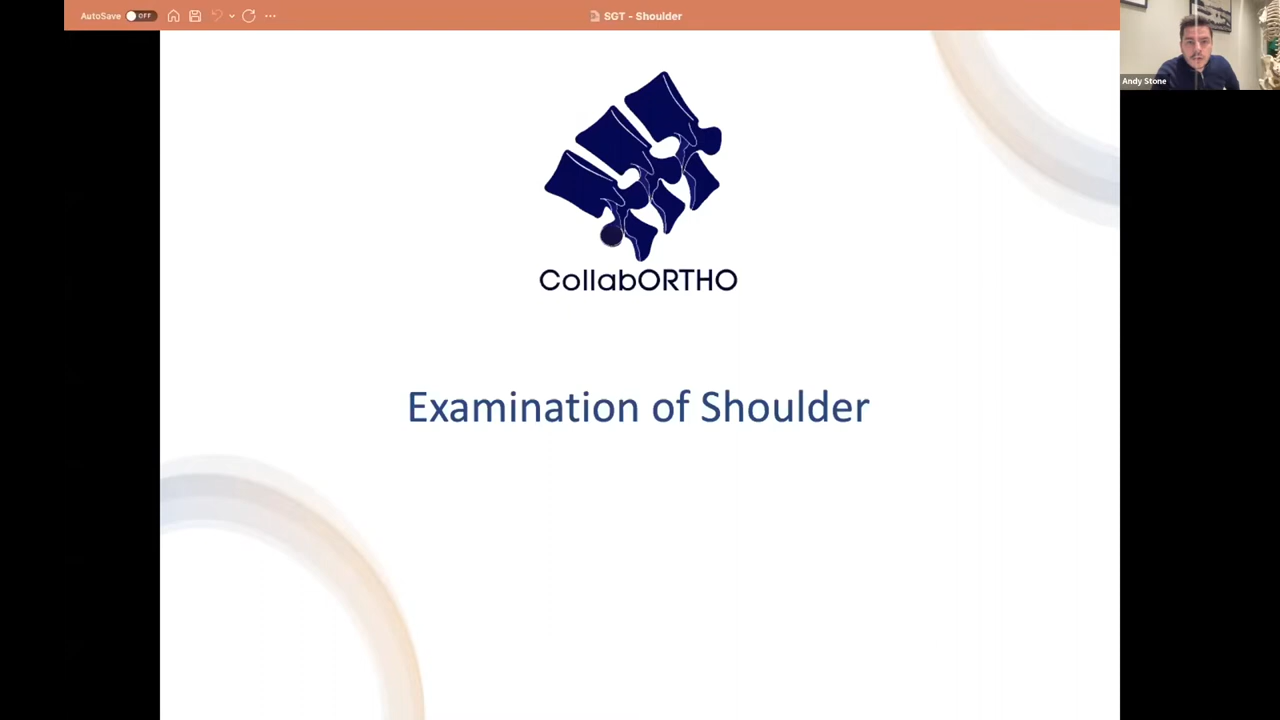 AutoSave OFF
SGT - Shoulder
Andy Stone
CollabORTHO
Examination of Shoulder